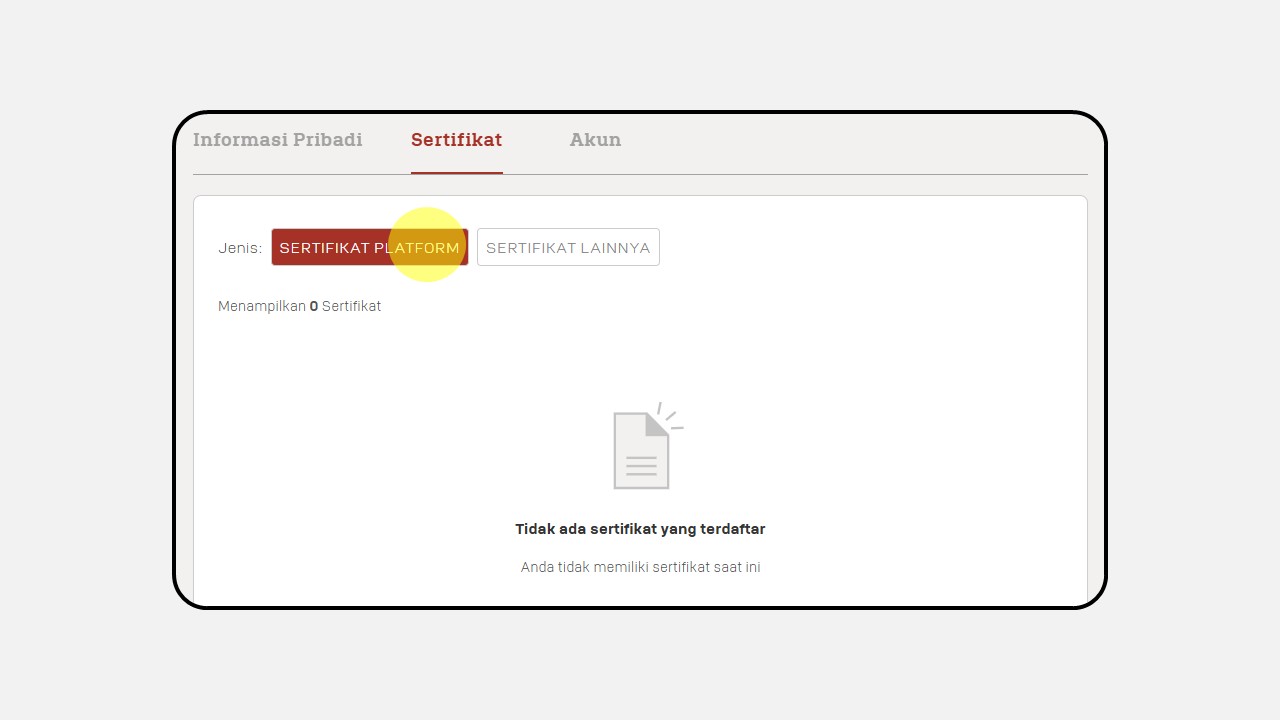 Informasi Pribadi Sertifikat Akun
Jenis: SERTIFIKAT PLATFORM SERTIFIKAT LAINNYA
Menampilkan 0 Sertifikat
Tidak ada sertifikat yang terdaftar
Anda tidak memiliki sertifikat saat ini